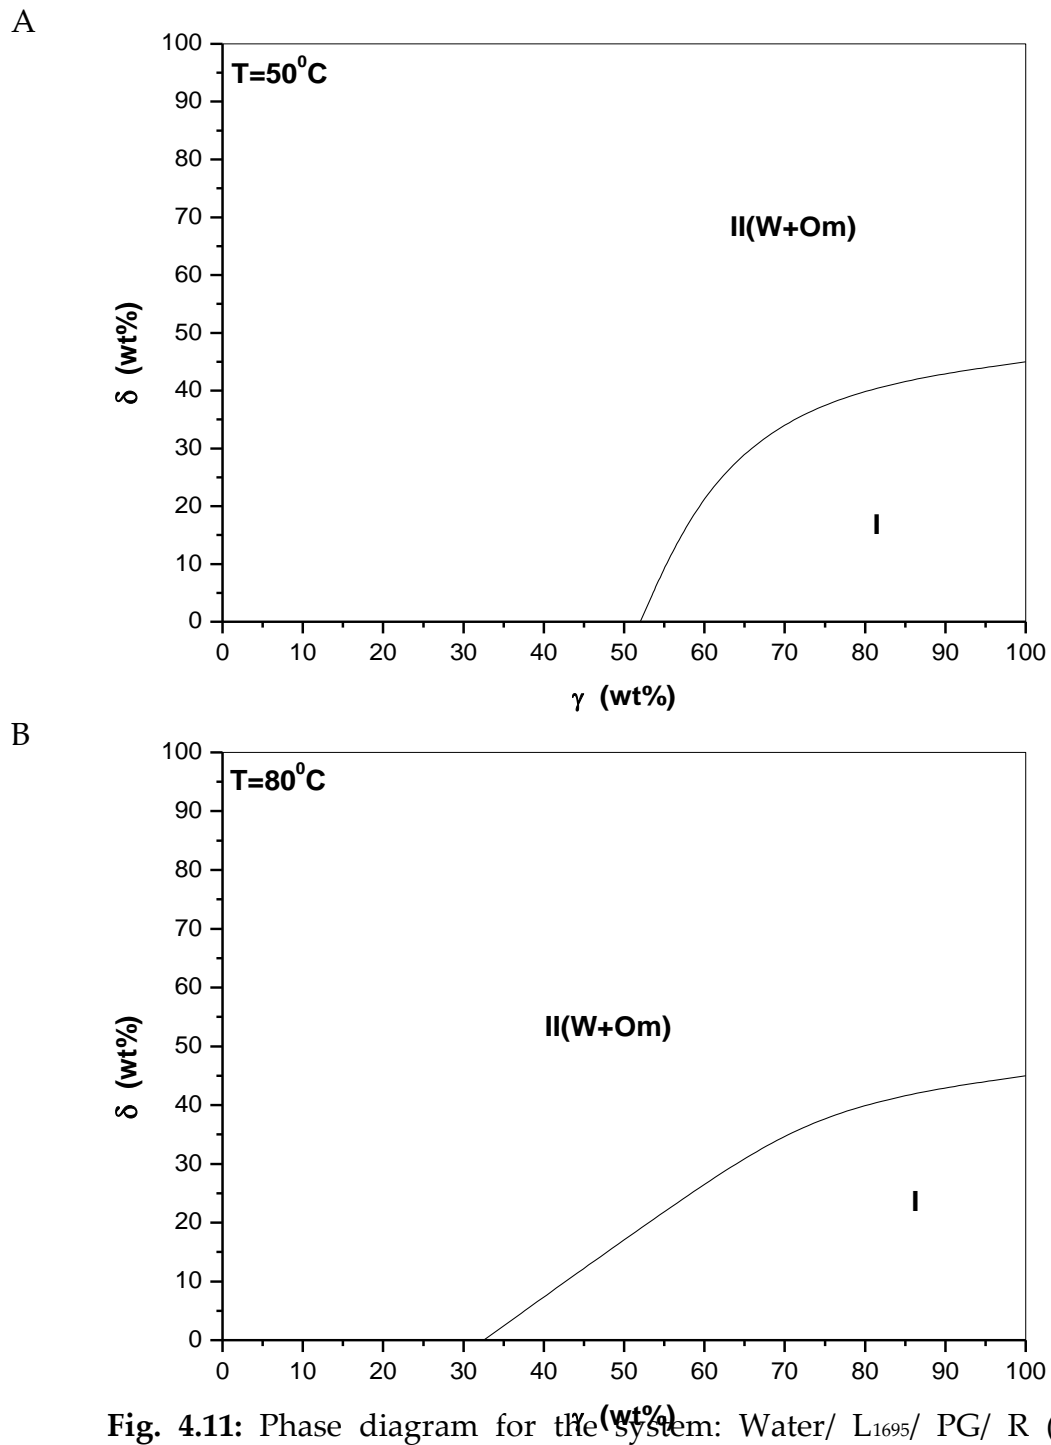 A
100
T=50⁰C
90
80
70
II(W+Om)
60
50
δ (wt%)
40
30
20
I
10
0
0 10 20 30 40 50 60 70 80 90 100
γ (wt%)
B
100
T=80⁰C
90
80
70
60
II(W+Om)
50
δ (wt%)
40
30
I
20
10
0
0 10 20 30 40 50 60 70 80 90 100
γ (wt%)
Fig. 4.11: Phase diagram for the system: Water/ L₁₆₉₅/ PG/ R (